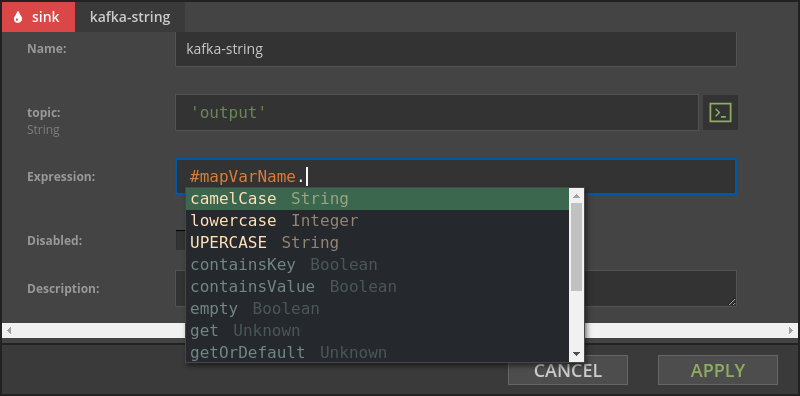 sink kafka-string
Name: kafka-string
topic: 'output'
String
Expression: #mapVarName.
camelCase String
lowercase Integer
Disabled: UPERCASE String
containsKey Boolean
Description: containsValue Boolean
empty Boolean
get Unknown
getOrDefault Unknown
CANCEL APPLY